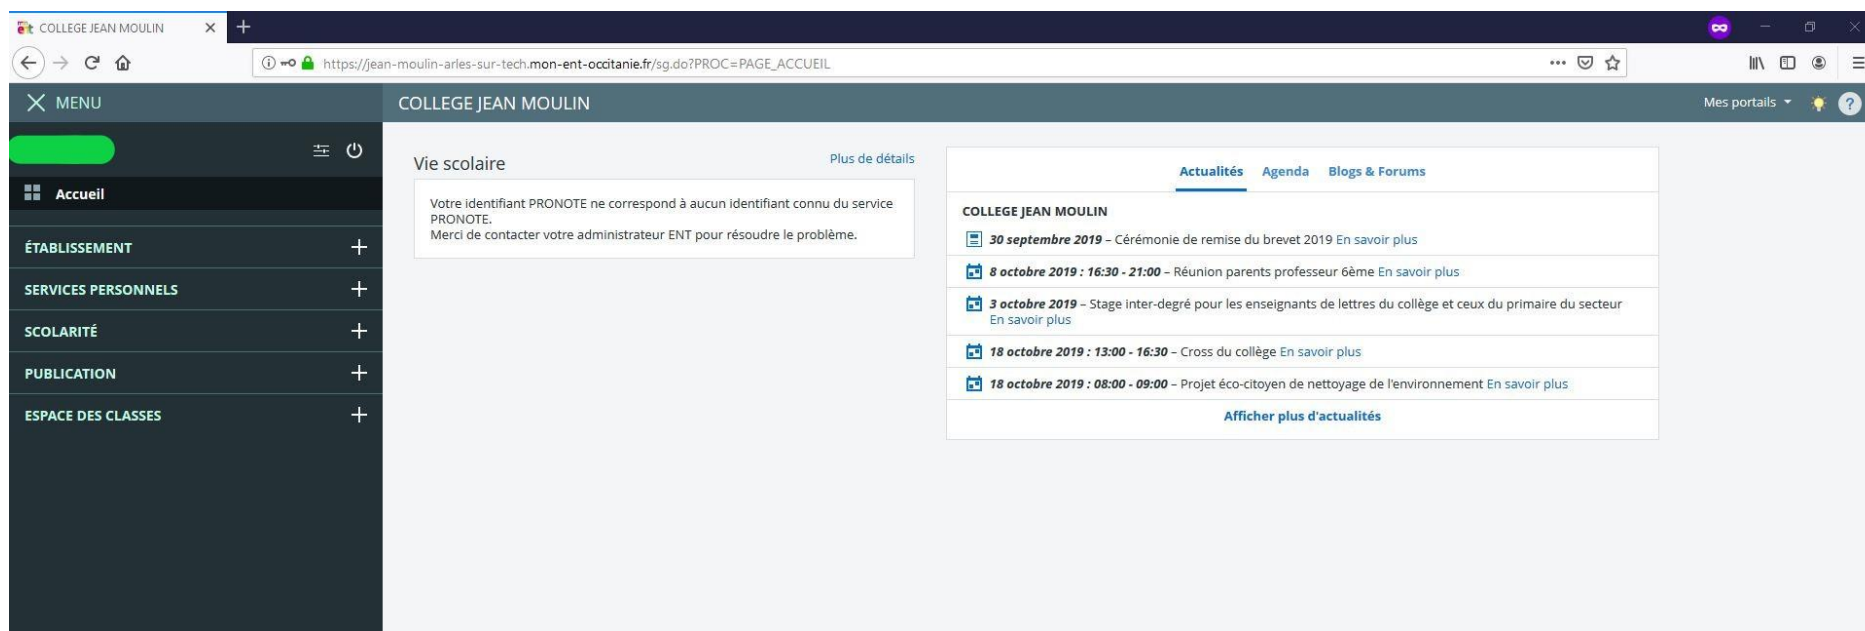 COLLEGE JEAN MOULIN
https://jean-moulin-arles-sur-tech.mon-ent-occitanie.fr/sg.do?PROC=PAGE_ACCUEIL
MENU
COLLEGE JEAN MOULIN
Mes portails
?
Accueil
ÉTABLISSEMENT
SERVICES PERSONNELS
SCOLARITÉ
PUBLICATION
ESPACE DES CLASSES
Vie scolaire
Plus de détails
Votre identifiant PRONOTE ne correspond à aucun identifiant connu du service
PRONOTE.
Merci de contacter votre administrateur ENT pour résoudre le problème.
Actualités Agenda Blogs & Forums
COLLEGE JEAN MOULIN
30 septembre 2019 – Cérémonie de remise du brevet 2019 En savoir plus
8 octobre 2019 : 16:30 - 21:00 – Réunion parents professeur 6ème En savoir plus
3 octobre 2019 – Stage inter-degré pour les enseignants de lettres du collège et ceux du primaire du secteur
En savoir plus
18 octobre 2019 : 13:00 - 16:30 – Cross du collège En savoir plus
18 octobre 2019 : 08:00 - 09:00 – Projet éco-citoyen de nettoyage de l'environnement En savoir plus
Afficher plus d'actualités